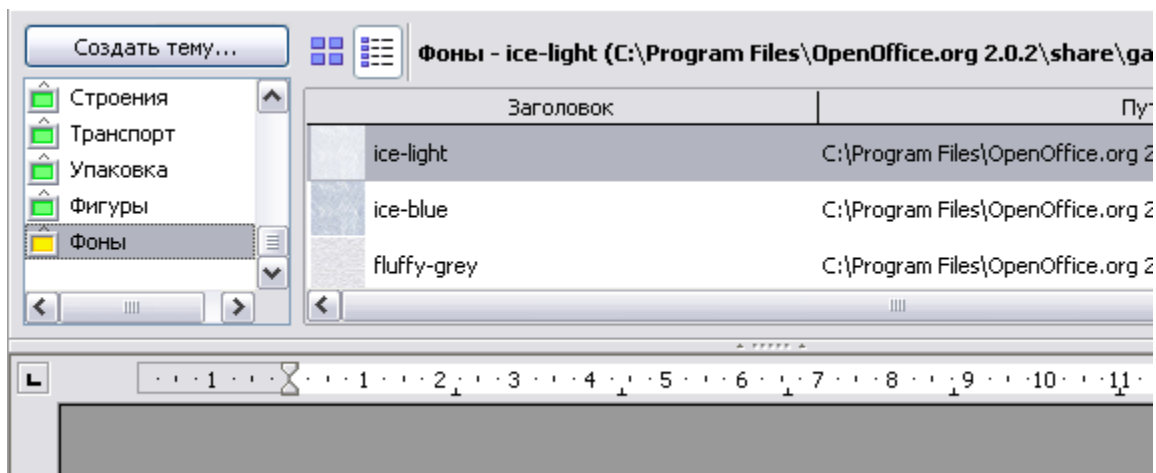 Создать тему...
Фоны - ice-light (C:\Program Files\OpenOffice.org 2.0.2\share\ga
Строения
Транспорт
Упаковка
Фигуры
Фоны
Заголовок
Пут
ice-light
C:\Program Files\OpenOffice.org 2
ice-blue
C:\Program Files\OpenOffice.org 2
fluffy-grey
C:\Program Files\OpenOffice.org 2
1 1 2 3 4 5 6 7 8 9 10 11